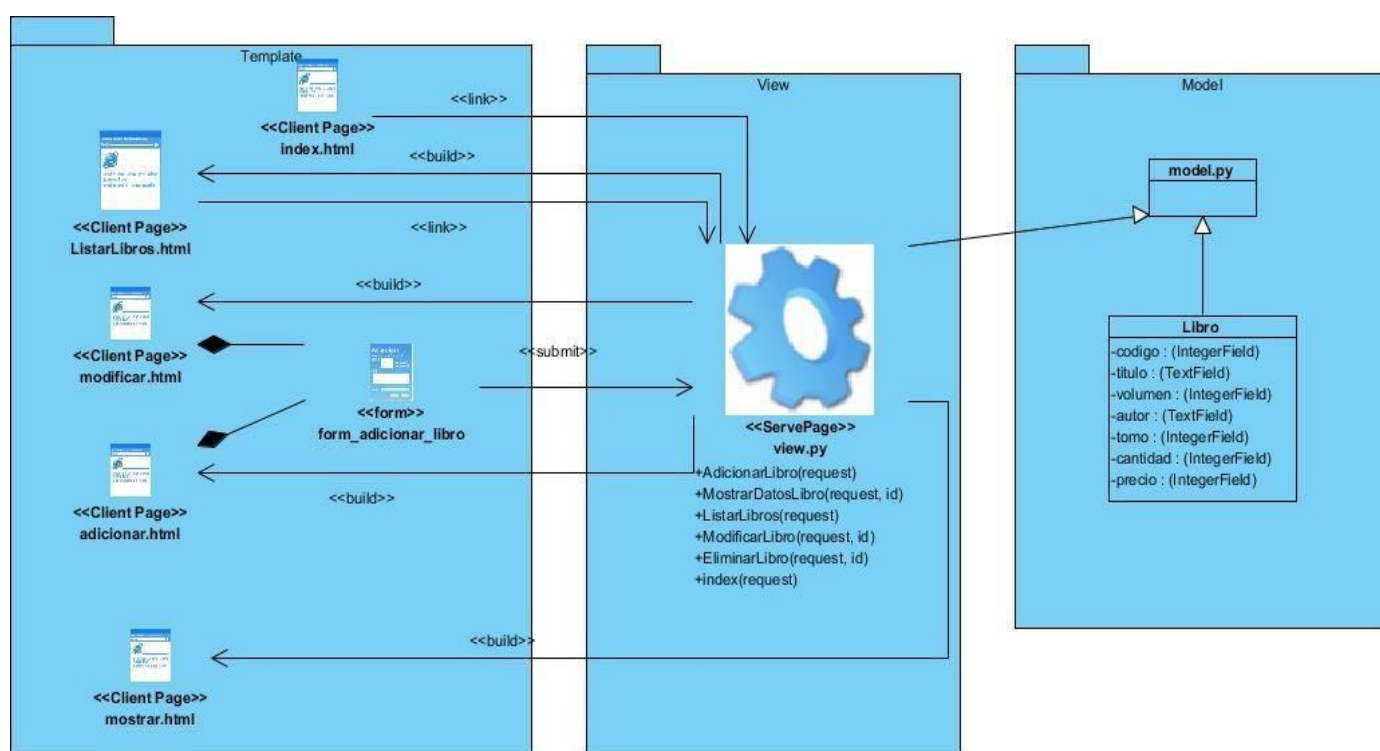 Template
<<Client Page>>
index.html
<<link>>
<<build>>
<<Client Page>>
ListarLibros.html
<<link>>
<<build>>
<<Client Page>>
modificar.html
<<submit>>
<<form>>
form_adicionar_libro
<<Client Page>>
adicionar.html
<<build>>
<<build>>
<<Client Page>>
mostrar.html
View
<<ServePage>>
view.py
+AdicionarLibro(request)
+MostrarDatosLibro(request, id)
+ListarLibros(request)
+ModificarLibro(request, id)
+EliminarLibro(request, id)
+index(request)
Model
model.py
Libro
-codigo : (IntegerField)
-titulo : (TextField)
-volumen : (IntegerField)
-autor : (TextField)
-tomo : (IntegerField)
-cantidad : (IntegerField)
-precio : (IntegerField)